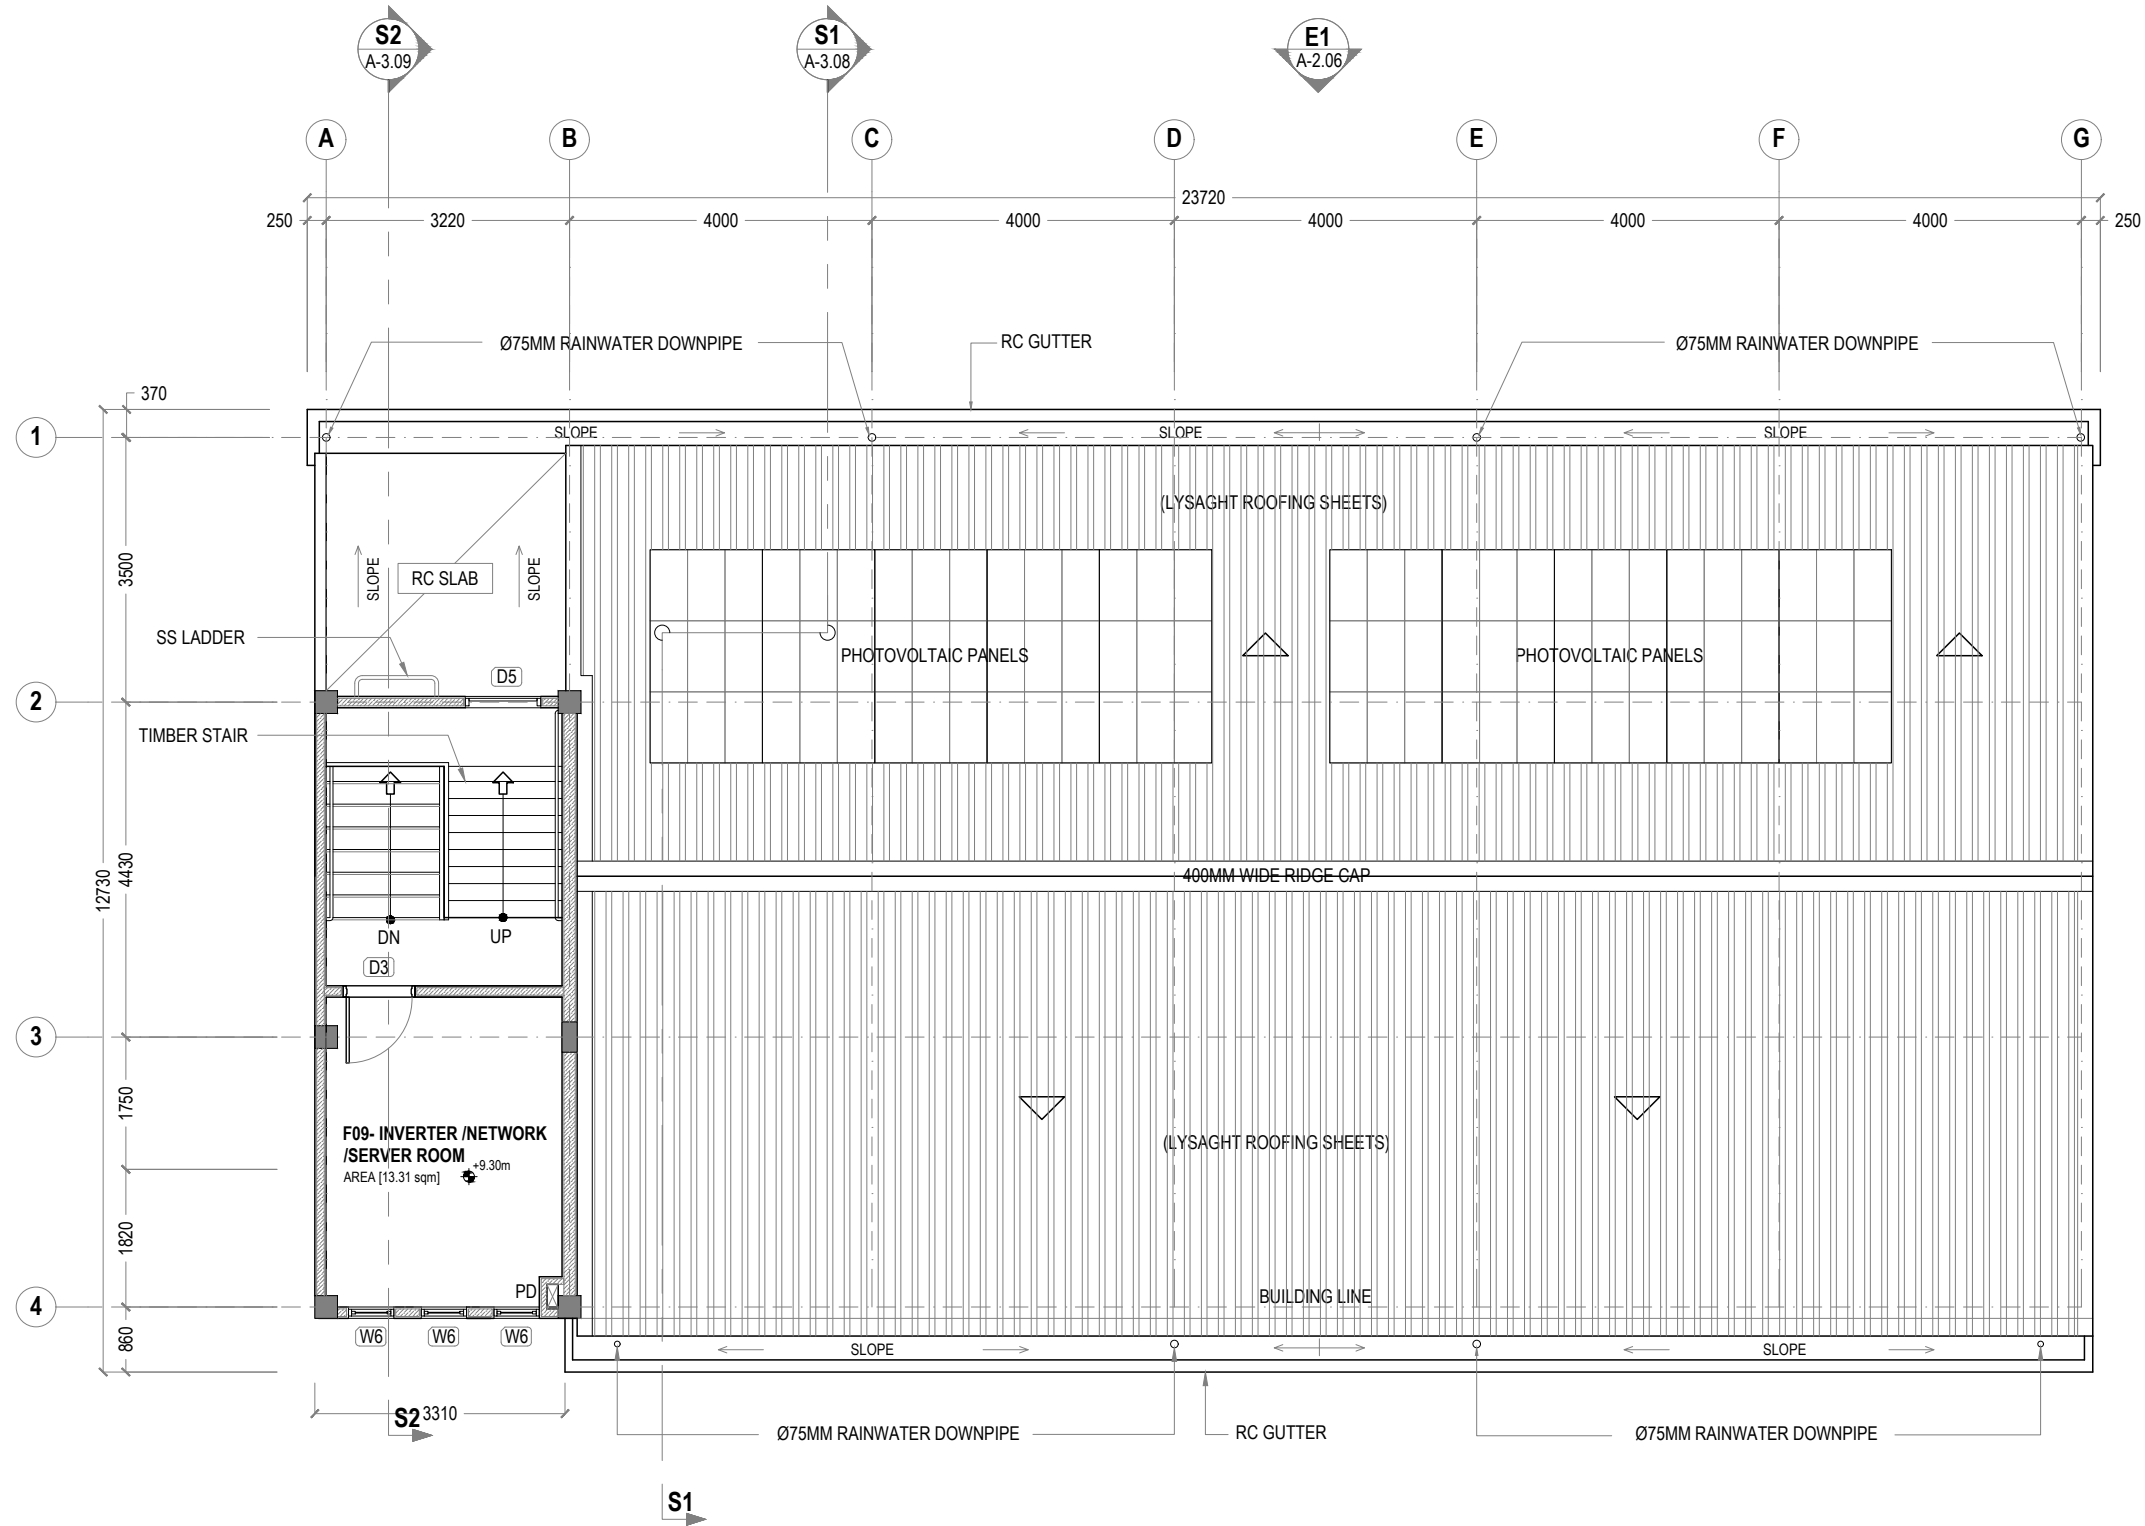 S2
A-3.09
S1
A-3.08
E1
A-2.06
A
B
C
D
E
F
G
23720
250
3220
4000
4000
4000
4000
4000
250
Ø75MM RAINWATER DOWNPIPE
RC GUTTER
Ø75MM RAINWATER DOWNPIPE
370
1
SLOPE
SLOPE
SLOPE
(LYSAGHT ROOFING SHEETS)
3500
SLOPE
RC SLAB
SLOPE
SS LADDER
PHOTOVOLTAIC PANELS
PHOTOVOLTAIC PANELS
D5
2
TIMBER STAIR
12730
4430
400MM WIDE RIDGE CAP
DN
UP
D3
3
1750
F09- INVERTER /NETWORK
/SERVER ROOM
+9.30m
AREA [13.31 sqm]
(LYSAGHT ROOFING SHEETS)
1820
PD
BUILDING LINE
4
860
W6
W6
W6
SLOPE
SLOPE
S2
3310
Ø75MM RAINWATER DOWNPIPE
RC GUTTER
Ø75MM RAINWATER DOWNPIPE
S1